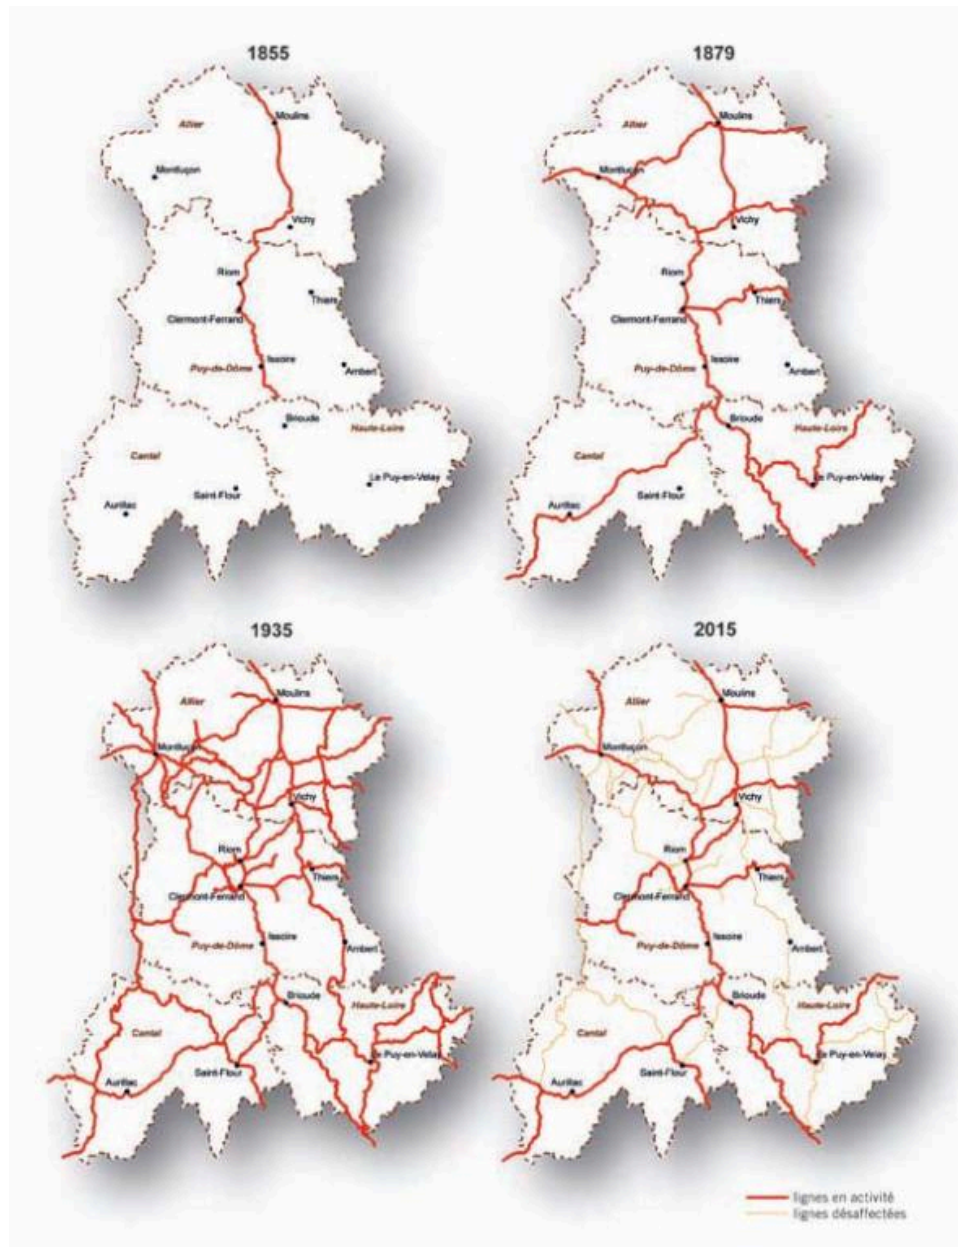 1855
Allier
Moulins
Montluçon
Vichy
Riom
Thiers
Clermont-Ferrand
Issoire
Puy-de-Dôme
Ambert
Brioude
Haute-Loire
Cantal
Le Puy-en-Velay
Saint-Flour
Aurillac
1879
Allier
Moulins
Montluçon
Vichy
Riom
Thiers
Clermont-Ferrand
Issoire
Puy-de-Dôme
Ambert
Brioude
Haute-Loire
Cantal
Le Puy-en-Velay
Saint-Flour
Aurillac
1935
Allier
Moulins
Montluçon
Vichy
Riom
Thiers
Clermont-Ferrand
Issoire
Puy-de-Dôme
Ambert
Brioude
Haute-Loire
Cantal
Le Puy-en-Velay
Saint-Flour
Aurillac
2015
Allier
Moulins
Montluçon
Vichy
Riom
Thiers
Clermont-Ferrand
Issoire
Puy-de-Dôme
Ambert
Brioude
Haute-Loire
Cantal
Le Puy-en-Velay
Saint-Flour
Aurillac
lignes en activité
lignes désaffectées